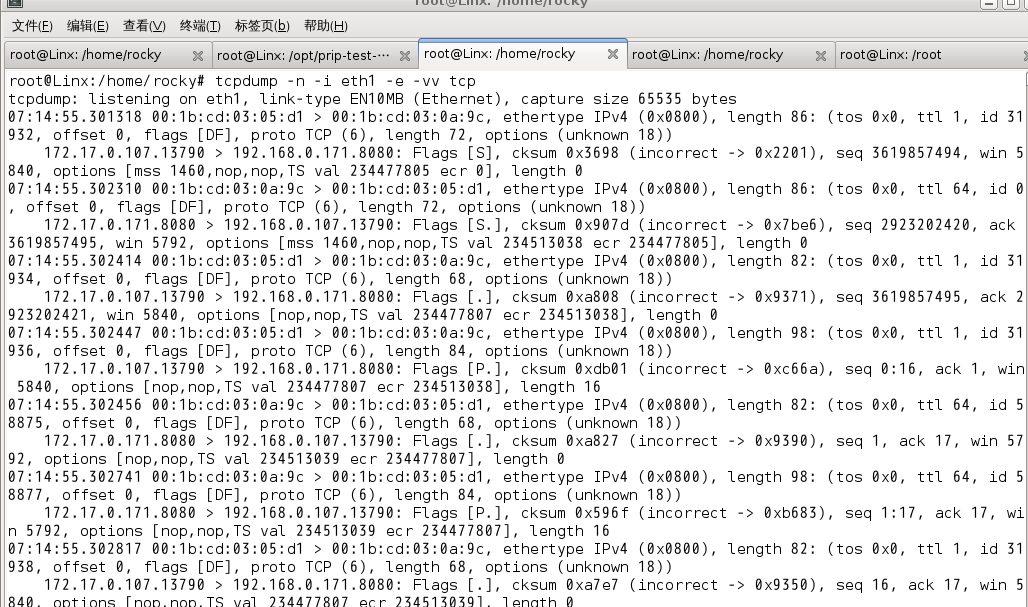 root@Linx: /home/rocky
文件(F) 编辑(E) 查看(V) 终端(T) 标签页(b) 帮助(H)
root@Linx: /home/rocky root@Linx: /opt/prip-test-··· root@Linx: /home/rocky root@Linx: /home/rocky root@Linx: /root
root@Linx:/home/rocky# tcpdump -n -i eth1 -e -vv tcp
tcpdump: listening on eth1, link-type EN10MB (Ethernet), capture size 65535 bytes
07:14:55.301318 00:1b:cd:03:05:d1 > 00:1b:cd:03:0a:9c, ethertype IPv4 (0x0800), length 86: (tos 0x0, ttl 1, id 31
932, offset 0, flags [DF], proto TCP (6), length 72, options (unknown 18))
172.17.0.107.13790 > 192.168.0.171.8080: Flags [S], cksum 0x3698 (incorrect -> 0x2201), seq 3619857494, win 5
840, options [mss 1460,nop,nop,TS val 234477805 ecr 0], length 0
07:14:55.302310 00:1b:cd:03:0a:9c > 00:1b:cd:03:05:d1, ethertype IPv4 (0x0800), length 86: (tos 0x0, ttl 64, id 0
, offset 0, flags [DF], proto TCP (6), length 72, options (unknown 18))
172.17.0.171.8080 > 192.168.0.107.13790: Flags [S.], cksum 0x907d (incorrect -> 0x7be6), seq 2923202420, ack
3619857495, win 5792, options [mss 1460,nop,nop,TS val 234513038 ecr 234477805], length 0
07:14:55.302414 00:1b:cd:03:05:d1 > 00:1b:cd:03:0a:9c, ethertype IPv4 (0x0800), length 82: (tos 0x0, ttl 1, id 31
934, offset 0, flags [DF], proto TCP (6), length 68, options (unknown 18))
172.17.0.107.13790 > 192.168.0.171.8080: Flags [.], cksum 0xa808 (incorrect -> 0x9371), seq 3619857495, ack 2
923202421, win 5840, options [nop,nop,TS val 234477807 ecr 234513038], length 0
07:14:55.302447 00:1b:cd:03:05:d1 > 00:1b:cd:03:0a:9c, ethertype IPv4 (0x0800), length 98: (tos 0x0, ttl 1, id 31
936, offset 0, flags [DF], proto TCP (6), length 84, options (unknown 18))
172.17.0.107.13790 > 192.168.0.171.8080: Flags [P.], cksum 0xdb01 (incorrect -> 0xc66a), seq 0:16, ack 1, win
5840, options [nop,nop,TS val 234477807 ecr 234513038], length 16
07:14:55.302456 00:1b:cd:03:0a:9c > 00:1b:cd:03:05:d1, ethertype IPv4 (0x0800), length 82: (tos 0x0, ttl 64, id 5
8875, offset 0, flags [DF], proto TCP (6), length 68, options (unknown 18))
172.17.0.171.8080 > 192.168.0.107.13790: Flags [.], cksum 0xa827 (incorrect -> 0x9390), seq 1, ack 17, win 57
92, options [nop,nop,TS val 234513039 ecr 234477807], length 0
07:14:55.302741 00:1b:cd:03:0a:9c > 00:1b:cd:03:05:d1, ethertype IPv4 (0x0800), length 98: (tos 0x0, ttl 64, id 5
8877, offset 0, flags [DF], proto TCP (6), length 84, options (unknown 18))
172.17.0.171.8080 > 192.168.0.107.13790: Flags [P.], cksum 0x596f (incorrect -> 0xb683), seq 1:17, ack 17, wi
n 5792, options [nop,nop,TS val 234513039 ecr 234477807], length 16
07:14:55.302817 00:1b:cd:03:05:d1 > 00:1b:cd:03:0a:9c, ethertype IPv4 (0x0800), length 82: (tos 0x0, ttl 1, id 31
938, offset 0, flags [DF], proto TCP (6), length 68, options (unknown 18))
172.17.0.107.13790 > 192.168.0.171.8080: Flags [.], cksum 0xa7e7 (incorrect -> 0x9350), seq 16, ack 17, win 5
840, options [nop,nop,TS val 234477807 ecr 234513039], length 0